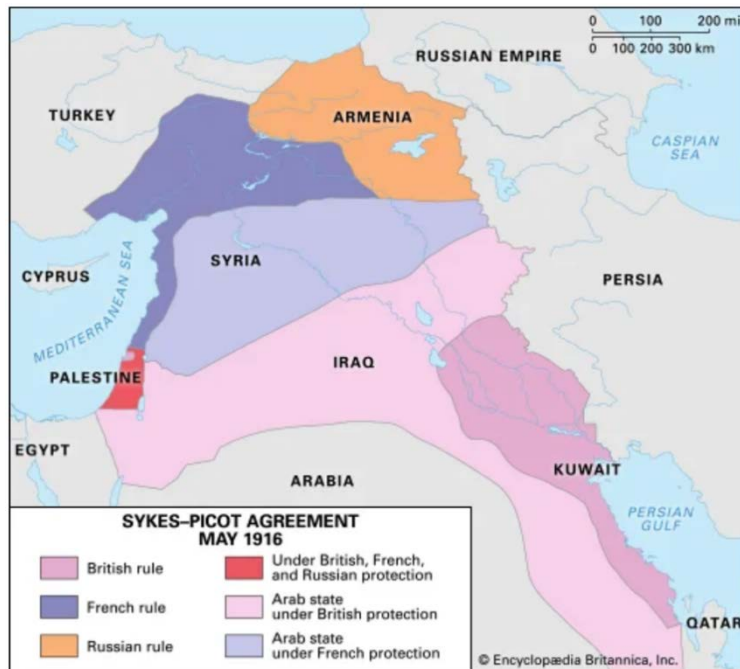 0 100 200 mi
0 100 200 300 km
RUSSIAN EMPIRE
TURKEY
ARMENIA
CASPIAN
SEA
CYPRUS
MEDITERRANEAN SEA
SYRIA
PERSIA
PALESTINE
IRAQ
EGYPT
ARABIA
KUWAIT
PERSIAN
GULF
QATAR
SYKES–PICOT AGREEMENT
MAY 1916
British rule
French rule
Russian rule
Under British, French,
and Russian protection
Arab state
under British protection
Arab state
under French protection
© Encyclopædia Britannica, Inc.